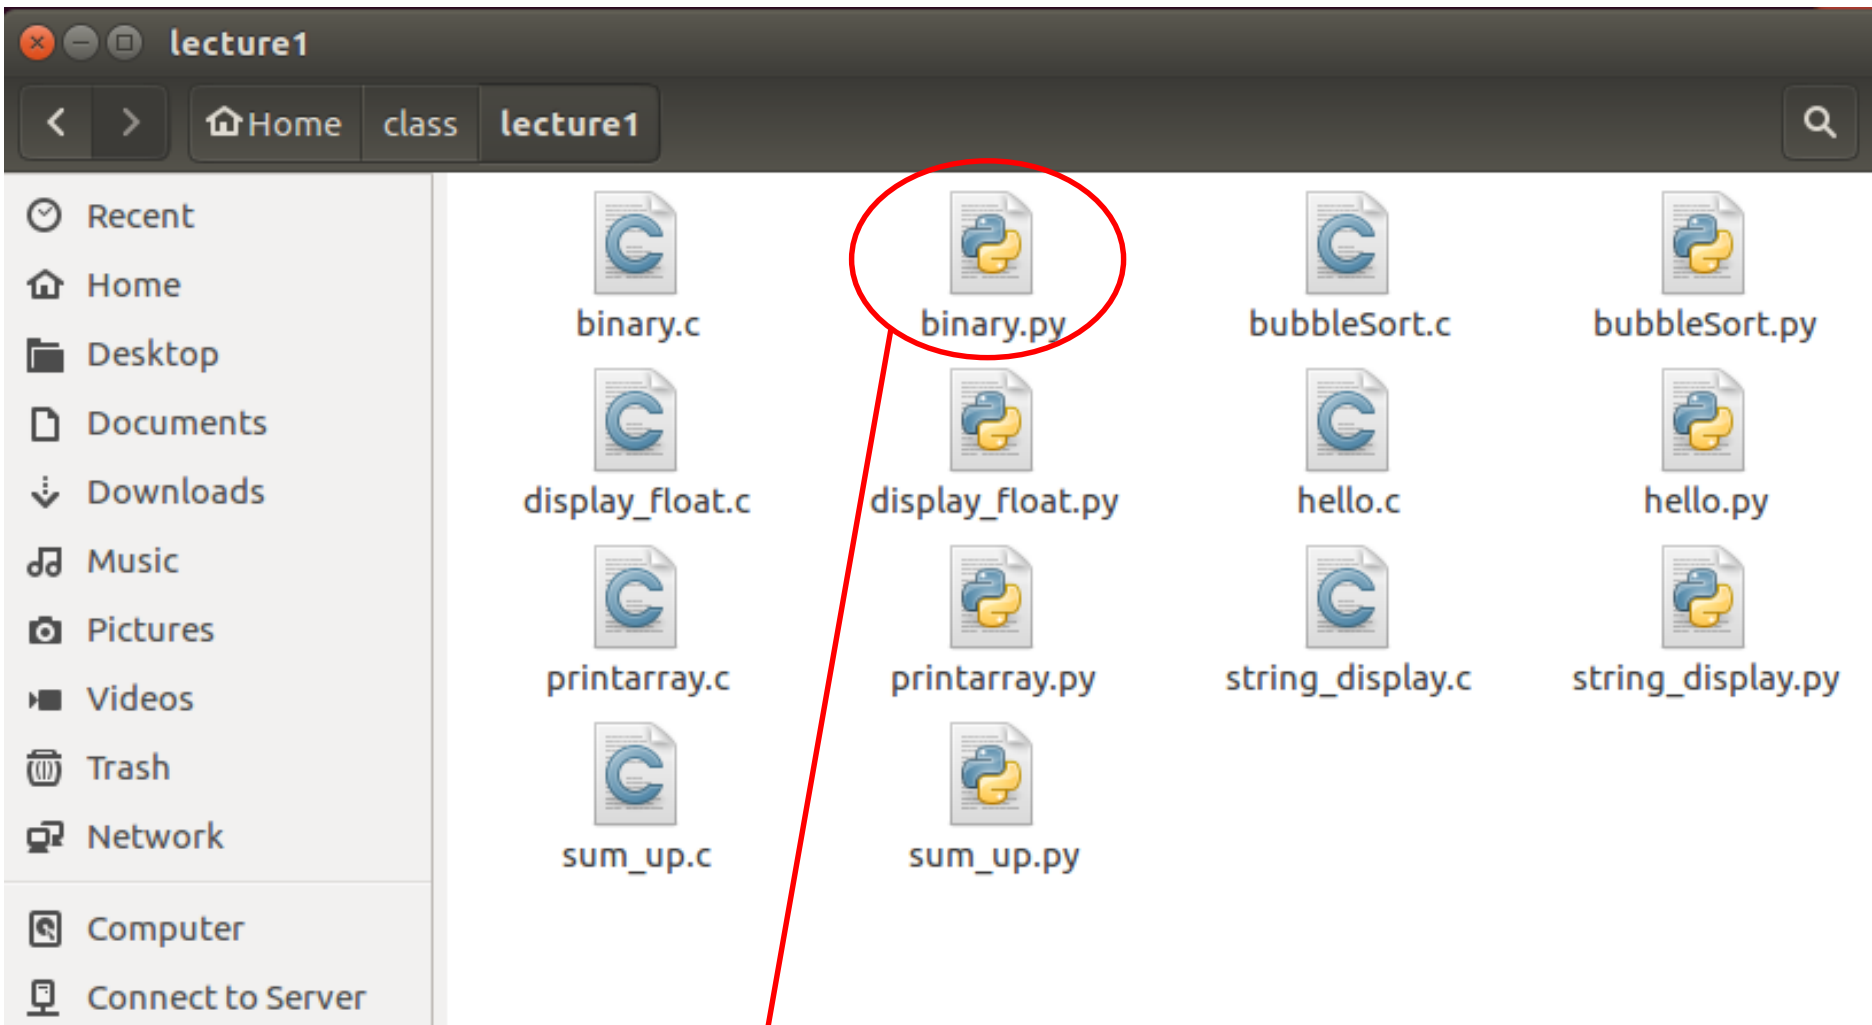 lecture1
Home class lecture1
Recent
Home
Desktop
Documents
Downloads
Music
Pictures
Videos
Trash
Network
Computer
Connect to Server
binary.c binary.py bubbleSort.c bubbleSort.py
display_float.c display_float.py hello.c hello.py
printarray.c printarray.py string_display.c string_display.py
sum_up.c sum_up.py